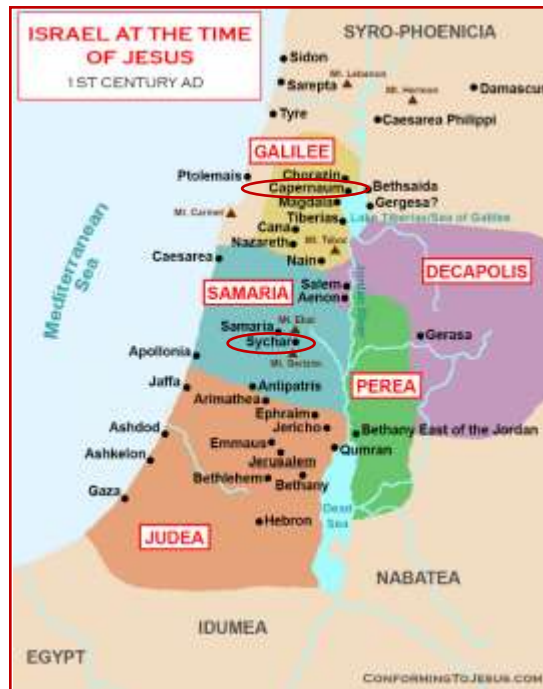 ISRAEL AT THE TIME
OF JESUS
1ST CENTURY AD
SYRO-PHOENICIA
Sidon
Mt. Lebanon
Sarepta
Mt. Hermon
Damascus
Tyre
Caesarea Philippi
GALILEE
Ptolemais
Chorazin
Capernaum
Bethsaida
Magdala
Gergesa?
Mt. Carmel
Tiberias
Lake Tiberias/Sea of Galilee
Cana
Nazareth
Mt. Tabor
Caesarea
Nain
DECAPOLIS
Mediterranean
Sea
Salem
SAMARIA
Aenon
Jordan River
Samaria
Mt. Ebal
Gerasa
Sychar
Mt. Gerizim
Apollonia
PEREA
Jaffa
Antipatris
Arimathea
Ephraim
Ashdod
Jericho
Bethany East of the Jordan
Emmaus
Qumran
Ashkelon
Jerusalem
Bethlehem
Bethany
Gaza
Dead
Sea
Hebron
JUDEA
NABATEA
IDUMEA
EGYPT
CONFORMINGTOJESUS.COM